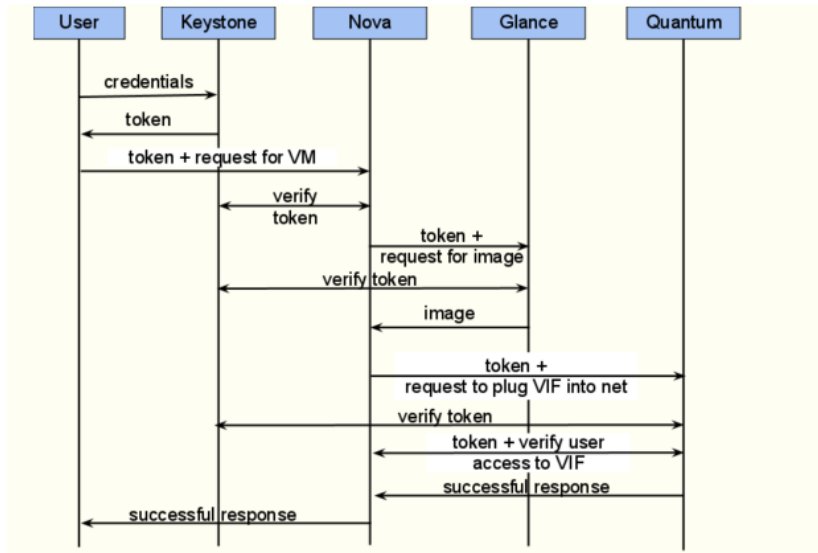 User Keystone Nova Glance Quantum
credentials
token
token + request for VM
verify
token
token +
request for image
verify token
image
token +
request to plug VIF into net
verify token
token + verify user
access to VIF
successful response
successful response